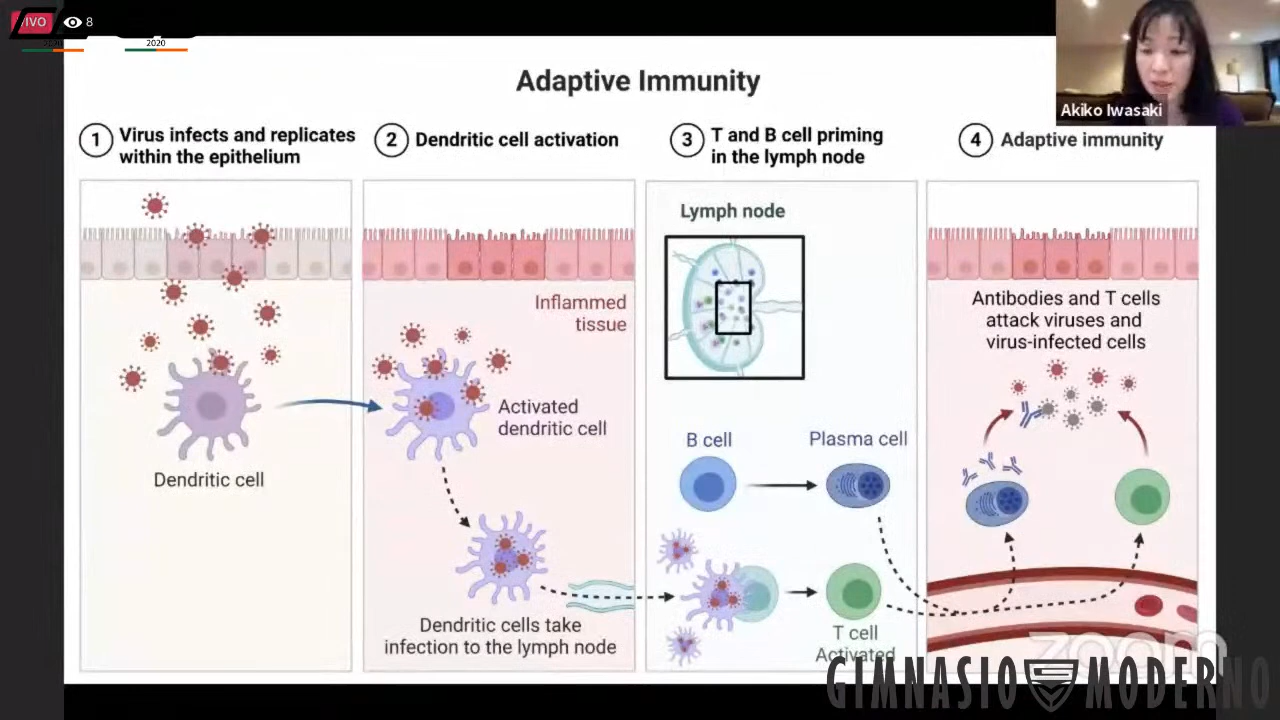 VIVO
8
2020
2020
Akiko Iwasaki
Adaptive Immunity
1
Virus infects and replicates
within the epithelium
2
Dendritic cell activation
3
T and B cell priming
in the lymph node
4
Adaptive immunity
Dendritic cell
Inflammed
tissue
Activated
dendritic cell
Dendritic cells take
infection to the lymph node
Lymph node
B cell
Plasma cell
T cell
Activated
Antibodies and T cells
attack viruses and
virus-infected cells
zoom
GIMNASIO MODERNO